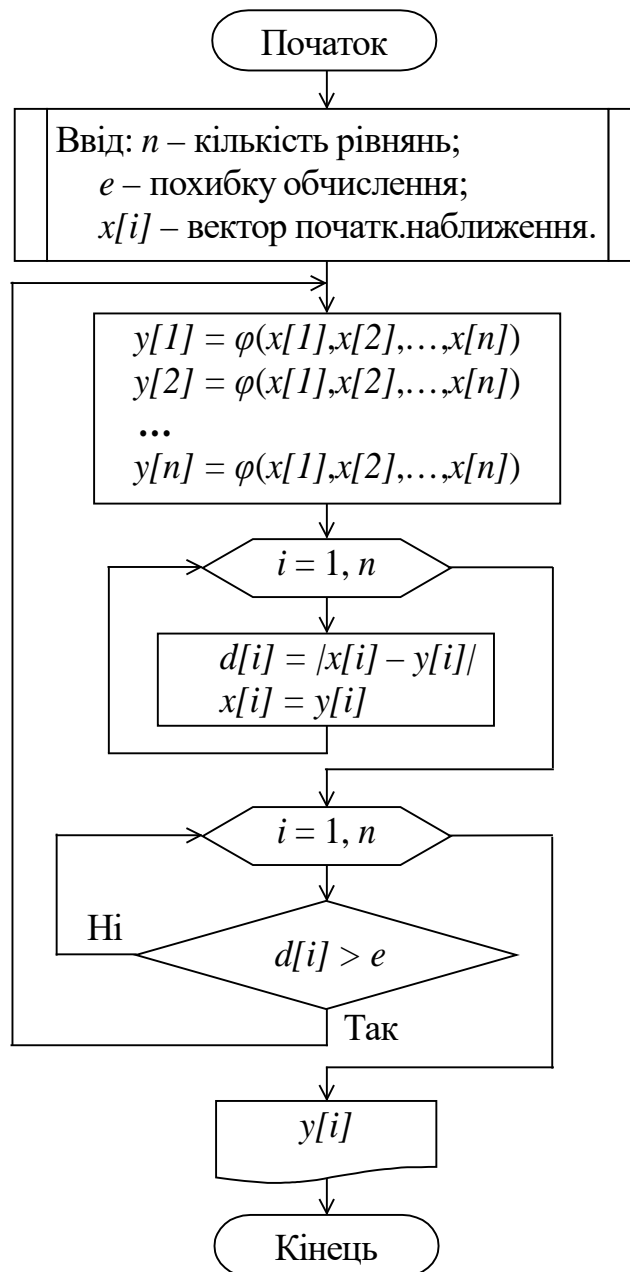 Початок
Ввід: n – кількість рівнянь;
e – похибку обчислення;
x[i] – вектор початк.наближення.
y[1] = φ(x[1],x[2],…,x[n])
y[2] = φ(x[1],x[2],…,x[n])
...
y[n] = φ(x[1],x[2],…,x[n])
i = 1, n
d[i] = |x[i] – y[i]|
x[i] = y[i]
i = 1, n
Ні
d[i] > e
Так
y[i]
Кінець